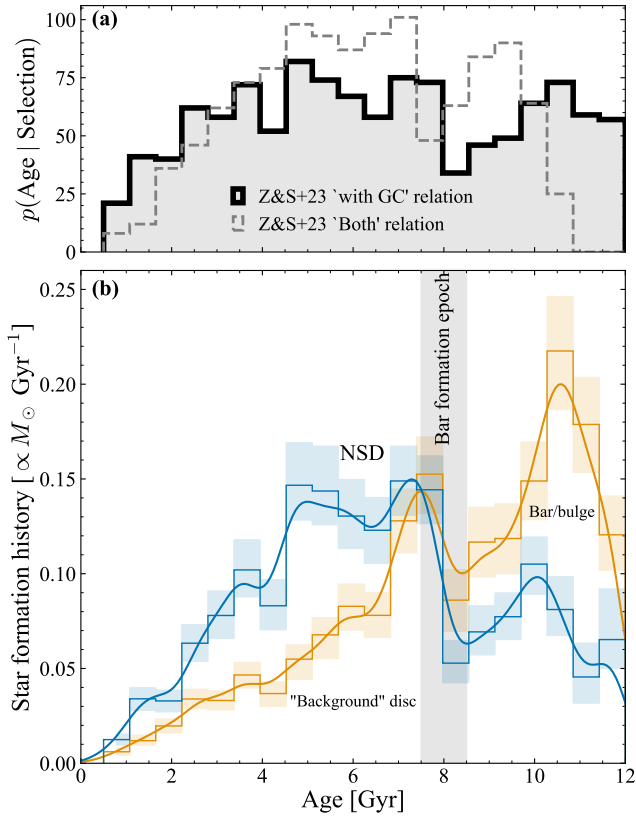 (a)
p(Age | Selection)
100
75
50
25
0
Z&S+23 `with GC' relation
Z&S+23 `Both' relation
(b)
Star formation history [ ∝ M⊙ Gyr⁻¹]
0.25
0.20
0.15
0.10
0.05
0.00
Bar formation epoch
NSD
Bar/bulge
"Background" disc
0 2 4 6 8 10 12
Age [Gyr]